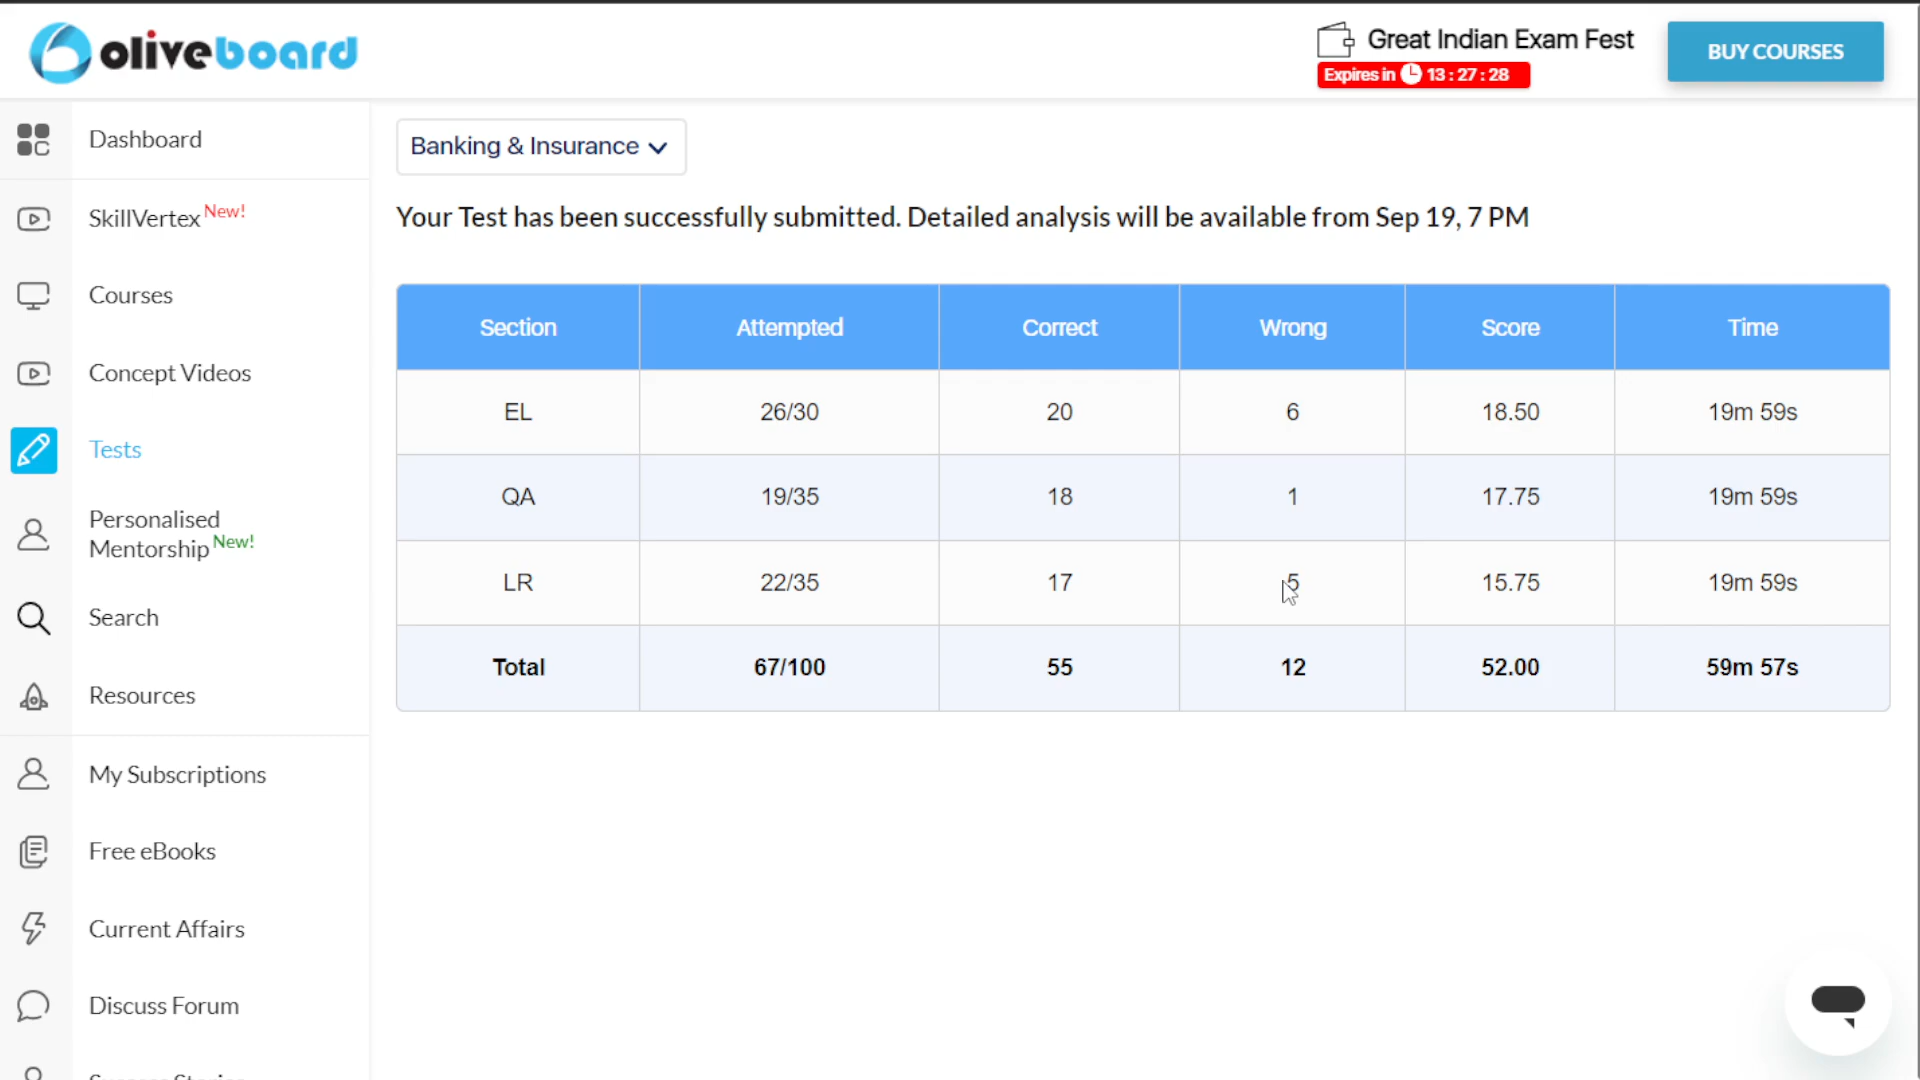 oliveboard
Great Indian Exam Fest
Expires in 13 : 27 : 28
BUY COURSES
Dashboard
SkillVertex New!
Courses
Concept Videos
Tests
Personalised
Mentorship New!
Search
Resources
My Subscriptions
Free eBooks
Current Affairs
Discuss Forum
Banking & Insurance
Your Test has been successfully submitted. Detailed analysis will be available from Sep 19, 7 PM
Section Attempted Correct Wrong Score Time
EL 26/30 20 6 18.50 19m 59s
QA 19/35 18 1 17.75 19m 59s
LR 22/35 17 5 15.75 19m 59s
Total 67/100 55 12 52.00 59m 57s